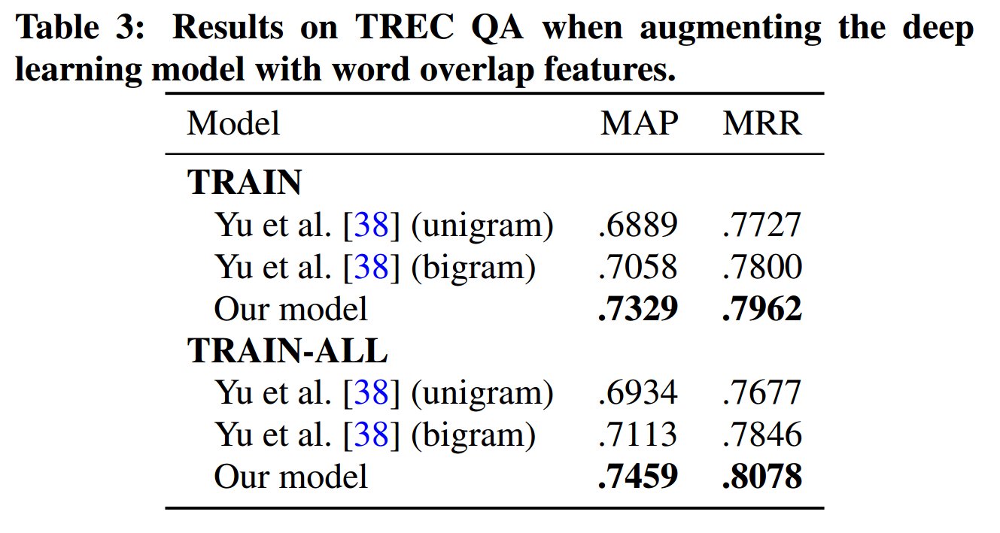 Table 3: Results on TREC QA when augmenting the deep
learning model with word overlap features.
Model MAP MRR
TRAIN
Yu et al. [38] (unigram) .6889 .7727
Yu et al. [38] (bigram) .7058 .7800
Our model .7329 .7962
TRAIN-ALL
Yu et al. [38] (unigram) .6934 .7677
Yu et al. [38] (bigram) .7113 .7846
Our model .7459 .8078